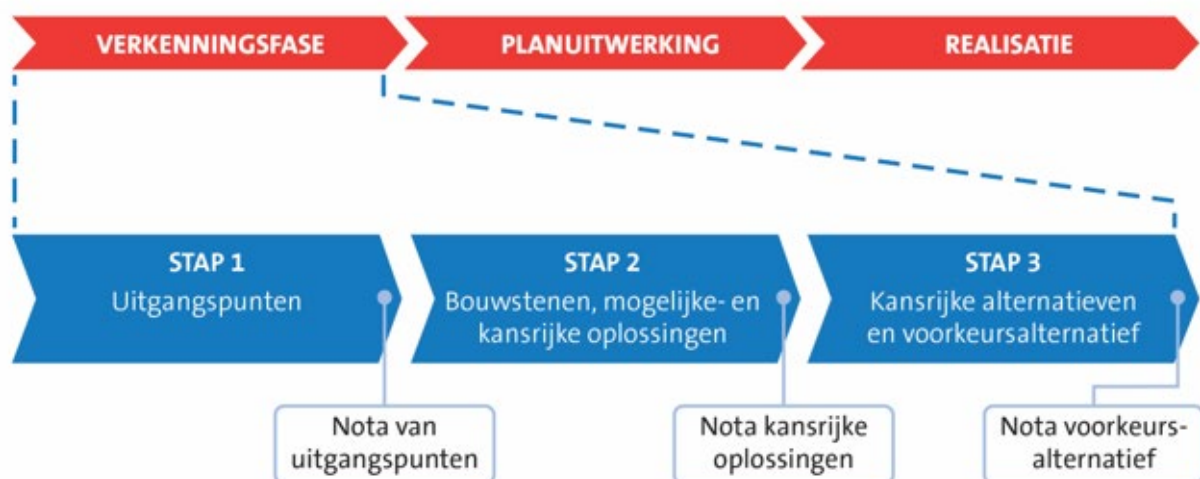 VERKENNINGSFASE
PLANUITWERKING
REALISATIE
STAP 1
Uitgangspunten
STAP 2
Bouwstenen, mogelijke- en
kansrijke oplossingen
STAP 3
Kansrijke alternatieven
en voorkeursalternatief
Nota van
uitgangspunten
Nota kansrijke
oplossingen
Nota voorkeurs-
alternatief